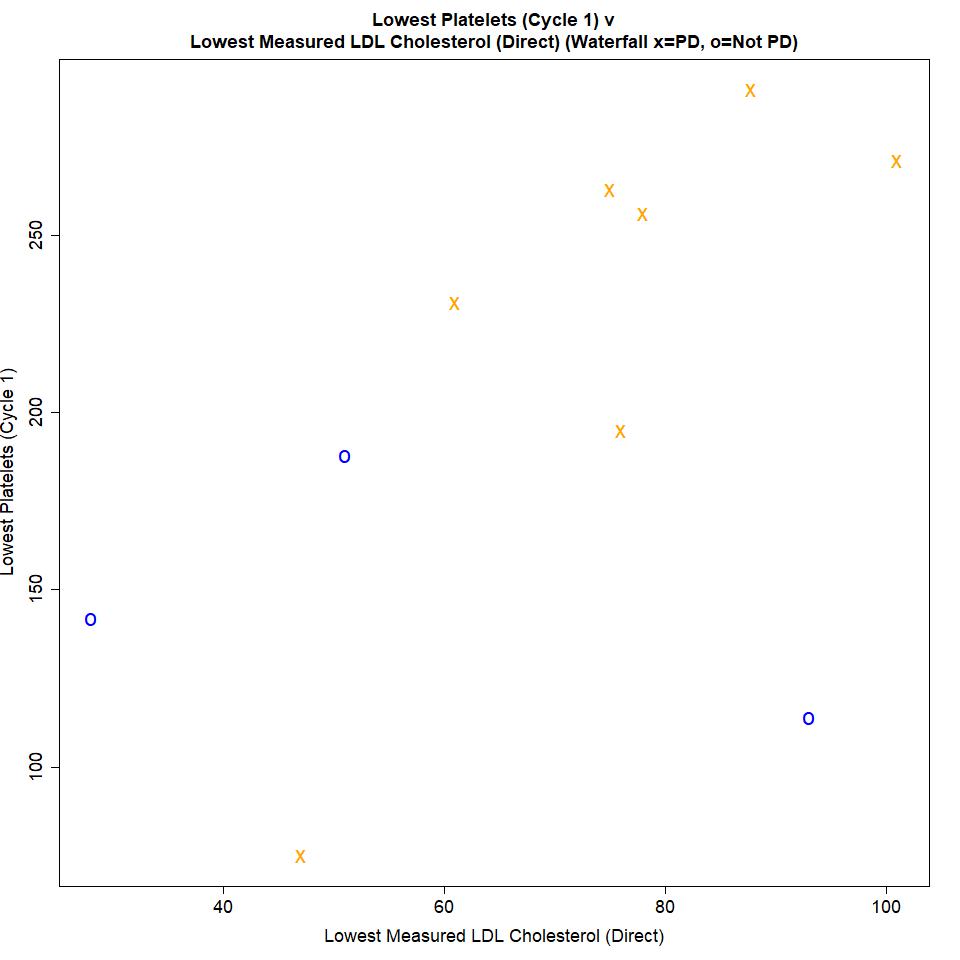 Lowest Platelets (Cycle 1) v
Lowest Measured LDL Cholesterol (Direct) (Waterfall x=PD, o=Not PD)
Lowest Platelets (Cycle 1)
250
200
150
100
x
x
x
x
x
x
o
o
o
x
40 60 80 100
Lowest Measured LDL Cholesterol (Direct)